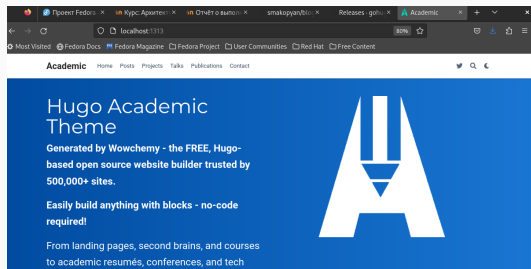 Проект Fedora
Курс: Архитект
Отчёт о выполн
smakopyan/blo
Releases · gohu
Academic
localhost:1313
80%
Most Visited Fedora Docs Fedora Magazine Fedora Project User Communities Red Hat Free Content
Academic Home Posts Projects Talks Publications Contact
Hugo Academic
Theme
Generated by Wowchemy - the FREE, Hugo-
based open source website builder trusted by
500,000+ sites.
Easily build anything with blocks - no-code
required!
From landing pages, second brains, and courses
to academic resumés, conferences, and tech